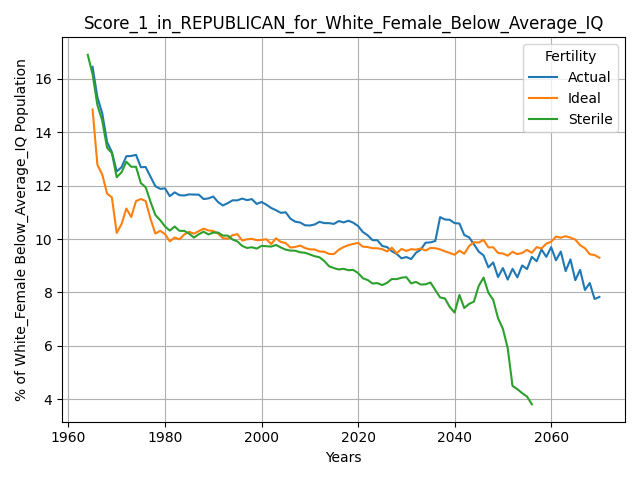 Score_1_in_REPUBLICAN_for_White_Female_Below_Average_IQ
% of White_Female Below_Average_IQ Population
16
14
12
10
8
6
4
Fertility
Actual
Ideal
Sterile
1960 1980 2000 2020 2040 2060
Years